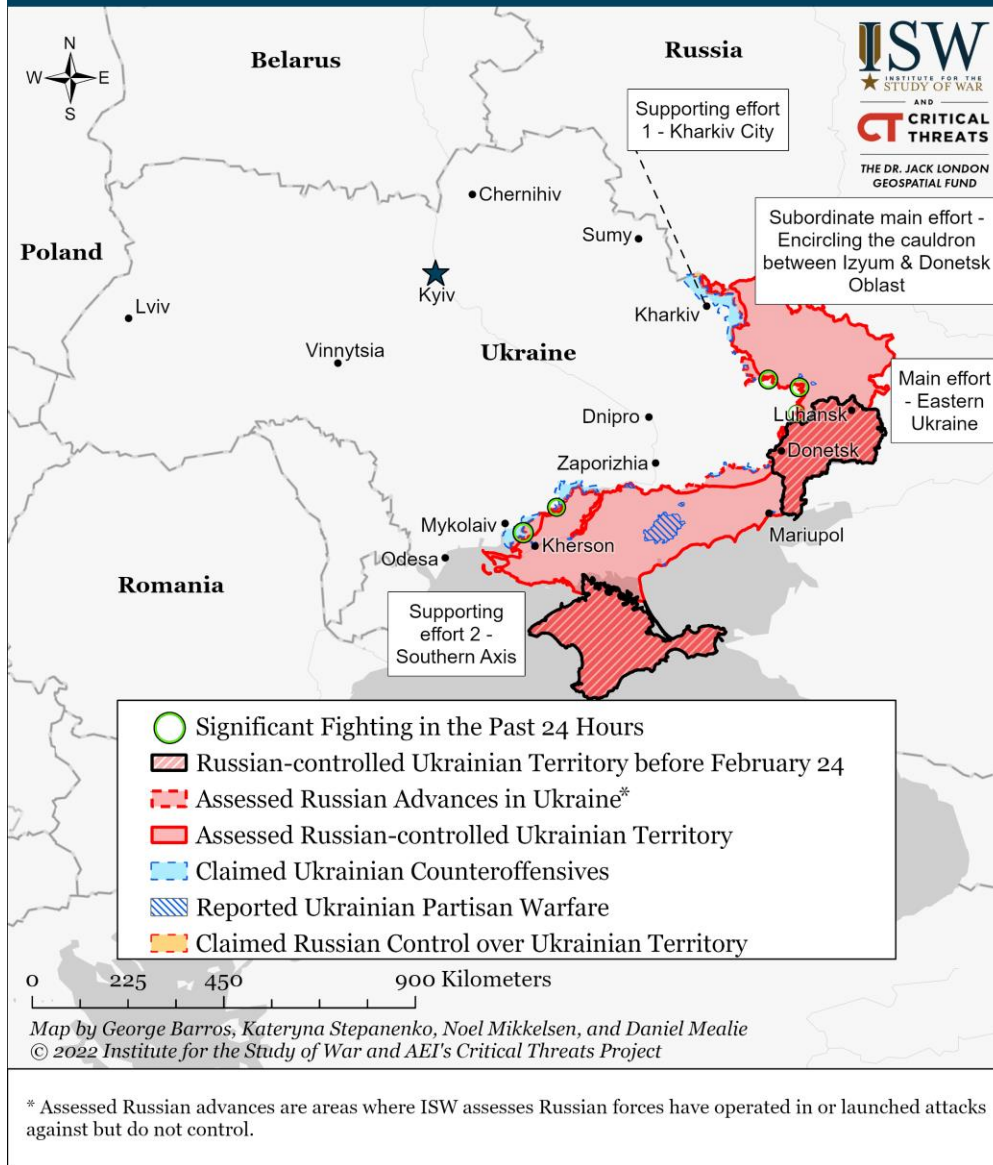 N
W
E
S
Belarus
Russia
ISW
INSTITUTE FOR THE
STUDY OF WAR
AND
CT CRITICAL
THREATS
THE DR. JACK LONDON
GEOSPATIAL FUND
Supporting effort
1 - Kharkiv City
Chernihiv
Sumy
Subordinate main effort -
Encircling the cauldron
between Izyum & Donetsk
Oblast
Poland
Kyiv
Lviv
Kharkiv
Vinnytsia
Ukraine
Main effort
- Eastern
Ukraine
Luhansk
Dnipro
Donetsk
Zaporizhia
Mykolaiv
Kherson
Mariupol
Odesa
Romania
Supporting
effort 2 -
Southern Axis
Significant Fighting in the Past 24 Hours
Russian-controlled Ukrainian Territory before February 24
Assessed Russian Advances in Ukraine*
Assessed Russian-controlled Ukrainian Territory
Claimed Ukrainian Counteroffensives
Reported Ukrainian Partisan Warfare
Claimed Russian Control over Ukrainian Territory
0 225 450 900 Kilometers
Map by George Barros, Kateryna Stepanenko, Noel Mikkelsen, and Daniel Mealie
© 2022 Institute for the Study of War and AEI's Critical Threats Project
* Assessed Russian advances are areas where ISW assesses Russian forces have operated in or launched attacks
against but do not control.